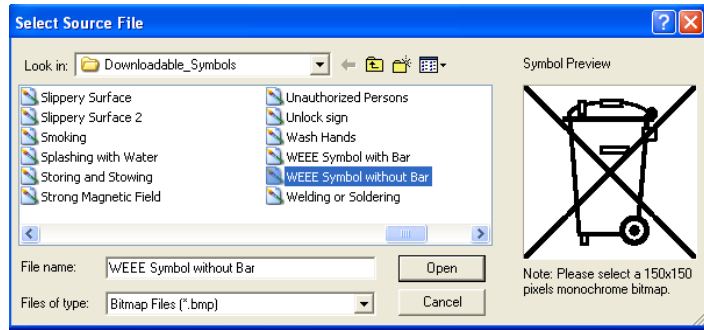 Select Source File
Look in: Downloadable_Symbols
Symbol Preview
Slippery Surface
Slippery Surface 2
Smoking
Splashing with Water
Storing and Stowing
Strong Magnetic Field
Unauthorized Persons
Unlock sign
Wash Hands
WEEE Symbol with Bar
WEEE Symbol without Bar
Welding or Soldering
File name: WEEE Symbol without Bar
Open
Files of type: Bitmap Files (*.bmp)
Cancel
Note: Please select a 150x150
pixels monochrome bitmap.